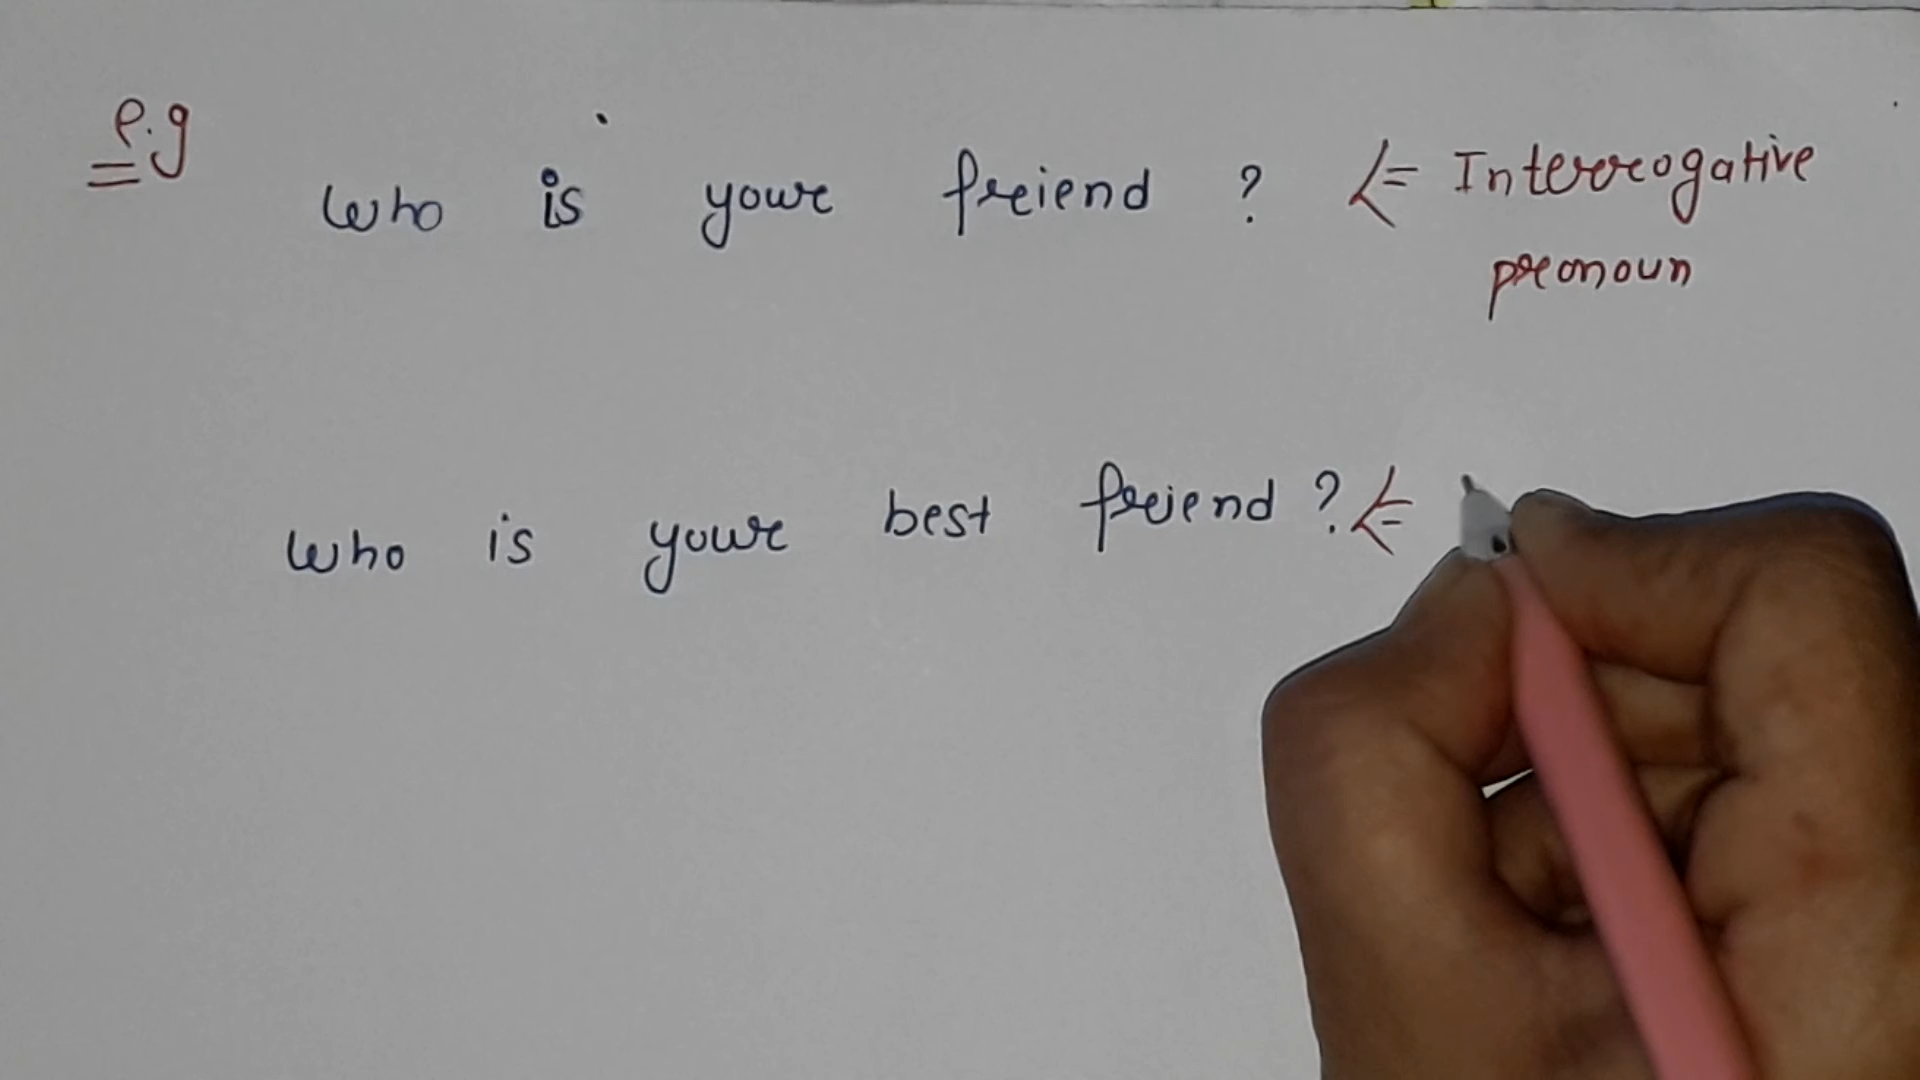 e.g who is your friend ? <= Interrogative
pronoun
who is your best friend ? <=